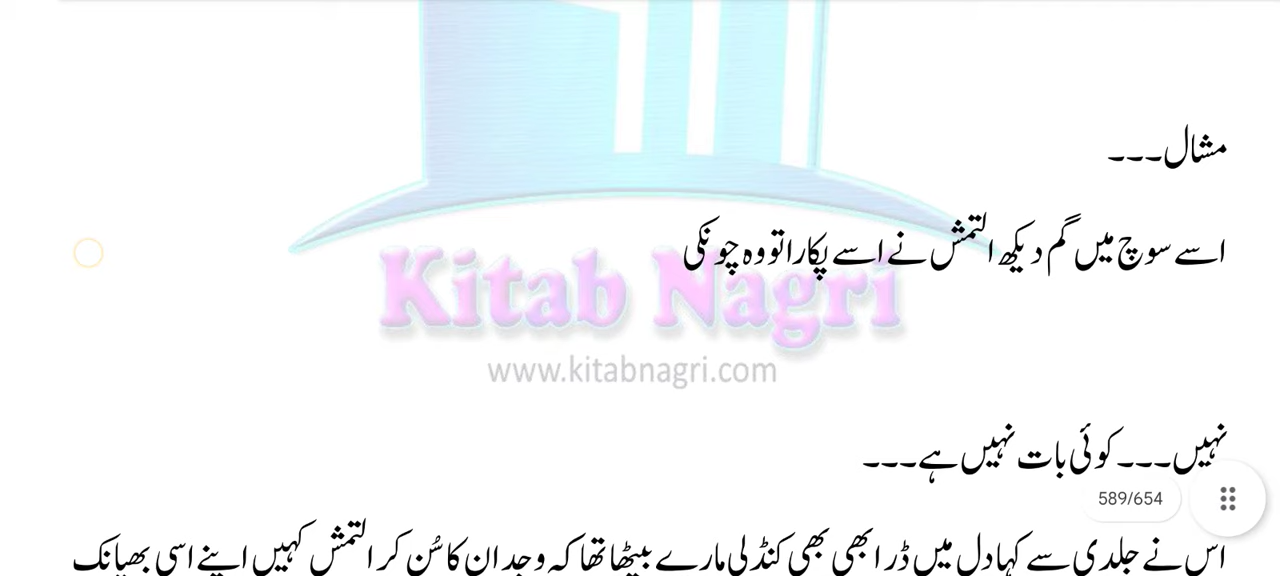 مشال۔۔۔
اسے سوچ میں گم دیکھ التمش نے اسے پکارا تو وہ چونکی
Kitab Nagri
www.kitabnagri.com
نہیں۔۔۔ کوئی بات نہیں ہے۔۔۔
589/654
اس نے جلدی سے کہا دل میں ڈر ابھی بھی کنڈلی مارے بیٹھا تھا کہ وجدان کا سُن کر التمش کہیں اپنے اسی بھیانک